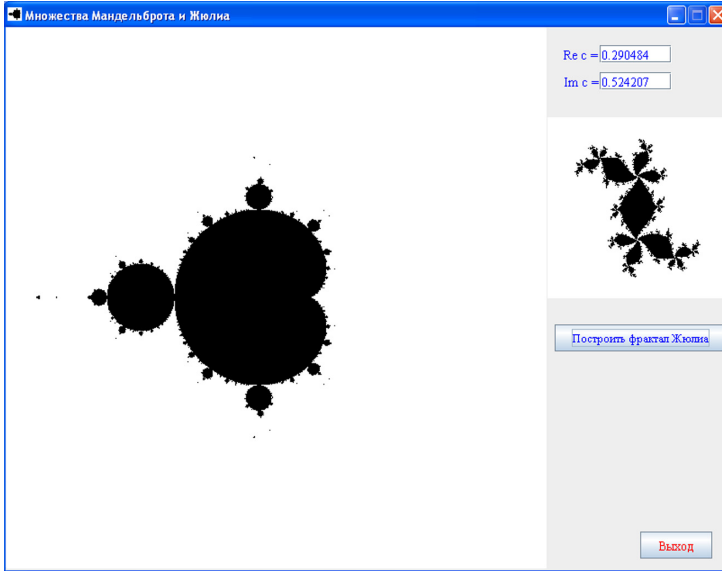 Множества Мандельброта и Жюлиа
Re c = 0.290484
Im c = 0.524207
Построить фрактал Жюлиа
Выход